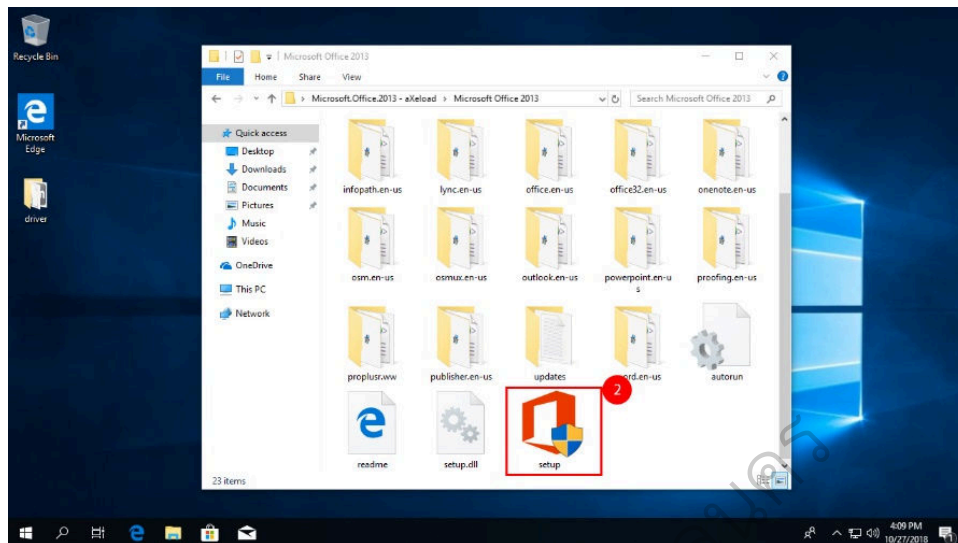 Recycle Bin
Microsoft Edge
driver
Microsoft Office 2013
File Home Share View
Microsoft.Office.2013 - aXeload > Microsoft Office 2013
Search Microsoft Office 2013
Quick access
Desktop
Downloads
Documents
Pictures
Music
Videos
OneDrive
This PC
Network
infopath.en-us lync.en-us office.en-us office32.en-us onenote.en-us
osm.en-us osmux.en-us outlook.en-us powerpoint.en-u
s
proofing.en-us
proplusr.ww publisher.en-us updates ord.en-us autorun
2
readme setup.dll setup
23 items
4:09 PM
10/27/2018